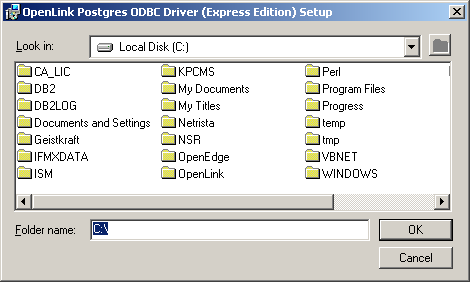 OpenLink Postgres ODBC Driver (Express Edition) Setup
Look in: Local Disk (C:)
CA_LIC KPCMS Perl
DB2 My Documents Program Files
DB2LOG My Titles Progress
Documents and Settings Netrista temp
Geistkraft NSR tmp
IFMXDATA OpenEdge VBNET
ISM OpenLink WINDOWS
Folder name: C:\ OK
Cancel